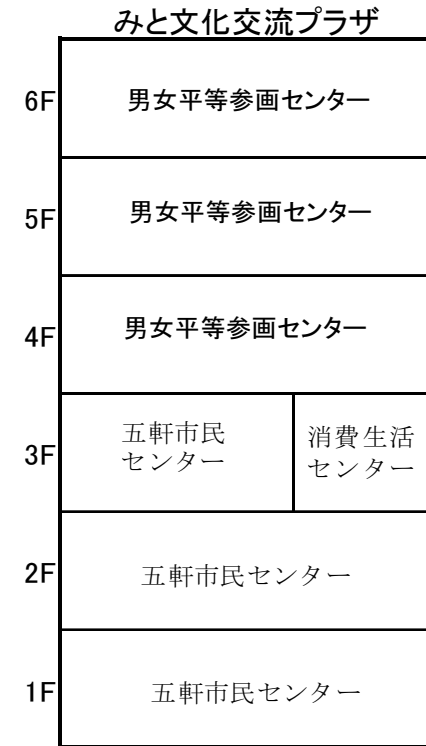 みと文化交流プラザ
6F 男女平等参画センター
5F 男女平等参画センター
4F 男女平等参画センター
3F 五軒市民
センター
消費生活
センター
2F 五軒市民センター
1F 五軒市民センター